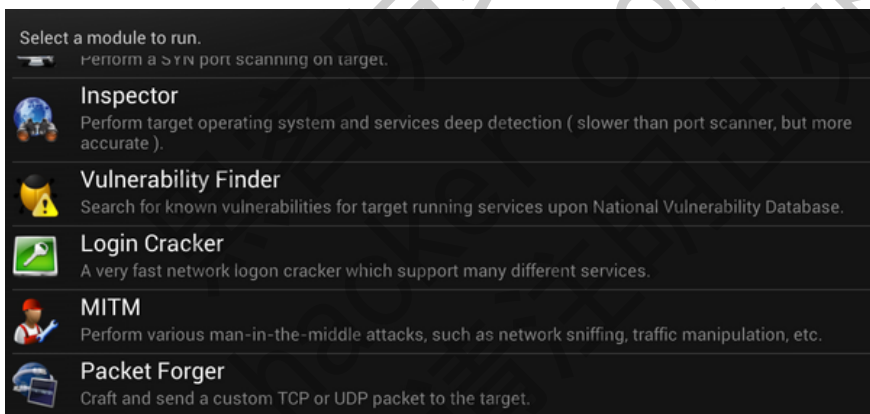 Select a module to run.
Perform a SYN port scanning on target.
Inspector
Perform target operating system and services deep detection ( slower than port scanner, but more
accurate ).
Vulnerability Finder
Search for known vulnerabilities for target running services upon National Vulnerability Database.
Login Cracker
A very fast network logon cracker which support many different services.
MITM
Perform various man-in-the-middle attacks, such as network sniffing, traffic manipulation, etc.
Packet Forger
Craft and send a custom TCP or UDP packet to the target.